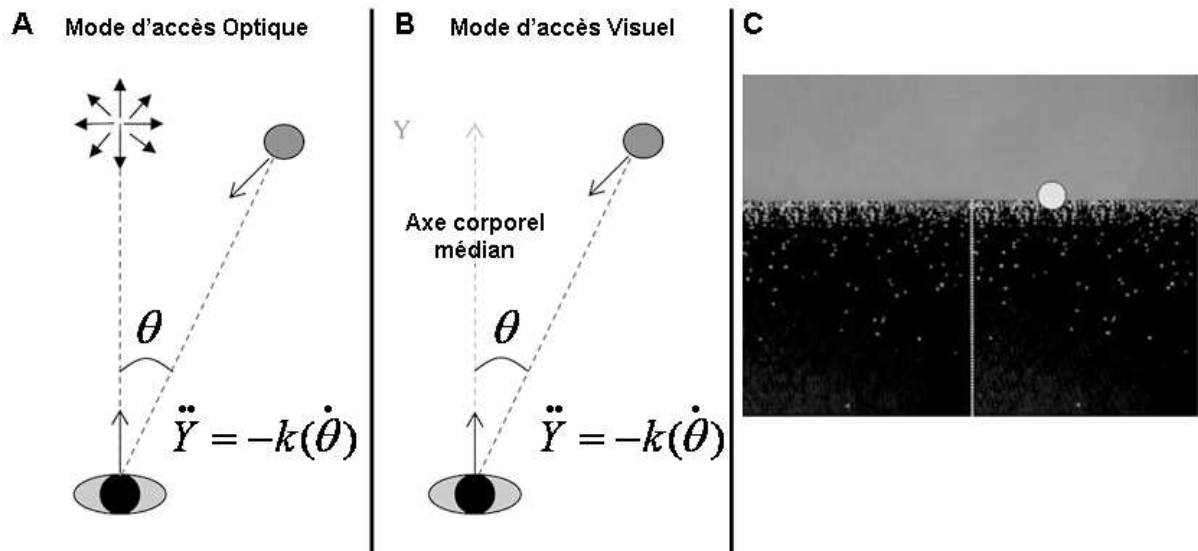 A Mode d'accès Optique
θ
Ÿ = −k(θ̇)
B Mode d'accès Visuel
Y
Axe corporel
médian
θ
Ÿ = −k(θ̇)
C